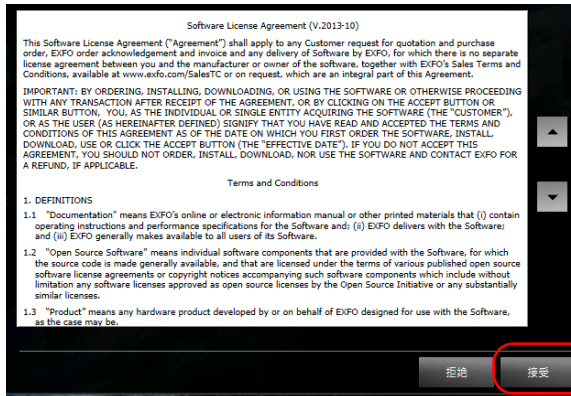 Software License Agreement (V.2013-10)
This Software License Agreement ("Agreement") shall apply to any Customer request for quotation and purchase
order, EXFO order acknowledgement and invoice and any delivery of Software by EXFO, for which there is no separate
license agreement between you and the manufacturer or owner of the software, together with EXFO's Sales Terms and
Conditions, available at www.exfo.com/SalesTC or on request, which are an integral part of this Agreement.
IMPORTANT: BY ORDERING, INSTALLING, DOWNLOADING, OR USING THE SOFTWARE OR OTHERWISE PROCEEDING
WITH ANY TRANSACTION AFTER RECEIPT OF THE AGREEMENT, OR BY CLICKING ON THE ACCEPT BUTTON OR
SIMILAR BUTTON, YOU, AS THE INDIVIDUAL OR SINGLE ENTITY ACQUIRING THE SOFTWARE (THE "CUSTOMER"),
OR AS THE USER (AS HEREINAFTER DEFINED) SIGNIFY THAT YOU HAVE READ AND ACCEPTED THE TERMS AND
CONDITIONS OF THIS AGREEMENT AS OF THE DATE ON WHICH YOU FIRST ORDER THE SOFTWARE, INSTALL,
DOWNLOAD, USE OR CLICK THE ACCEPT BUTTON (THE "EFFECTIVE DATE"). IF YOU DO NOT ACCEPT THIS
AGREEMENT, YOU SHOULD NOT ORDER, INSTALL, DOWNLOAD, NOR USE THE SOFTWARE AND CONTACT EXFO FOR
A REFUND, IF APPLICABLE.
Terms and Conditions
1. DEFINITIONS
1.1 "Documentation" means EXFO's online or electronic information manual or other printed materials that (i) contain
operating instructions and performance specifications for the Software and; (ii) EXFO delivers with the Software;
and (iii) EXFO generally makes available to all users of its Software.
1.2 "Open Source Software" means individual software components that are provided with the Software, for which
the source code is made generally available, and that are licensed under the terms of various published open source
software license agreements or copyright notices accompanying such software components which include without
limitation any software licenses approved as open source licenses by the Open Source Initiative or any substantially
similar licenses.
1.3 "Product" means any hardware product developed by or on behalf of EXFO designed for use with the Software,
as the case may be.
拒绝
接受